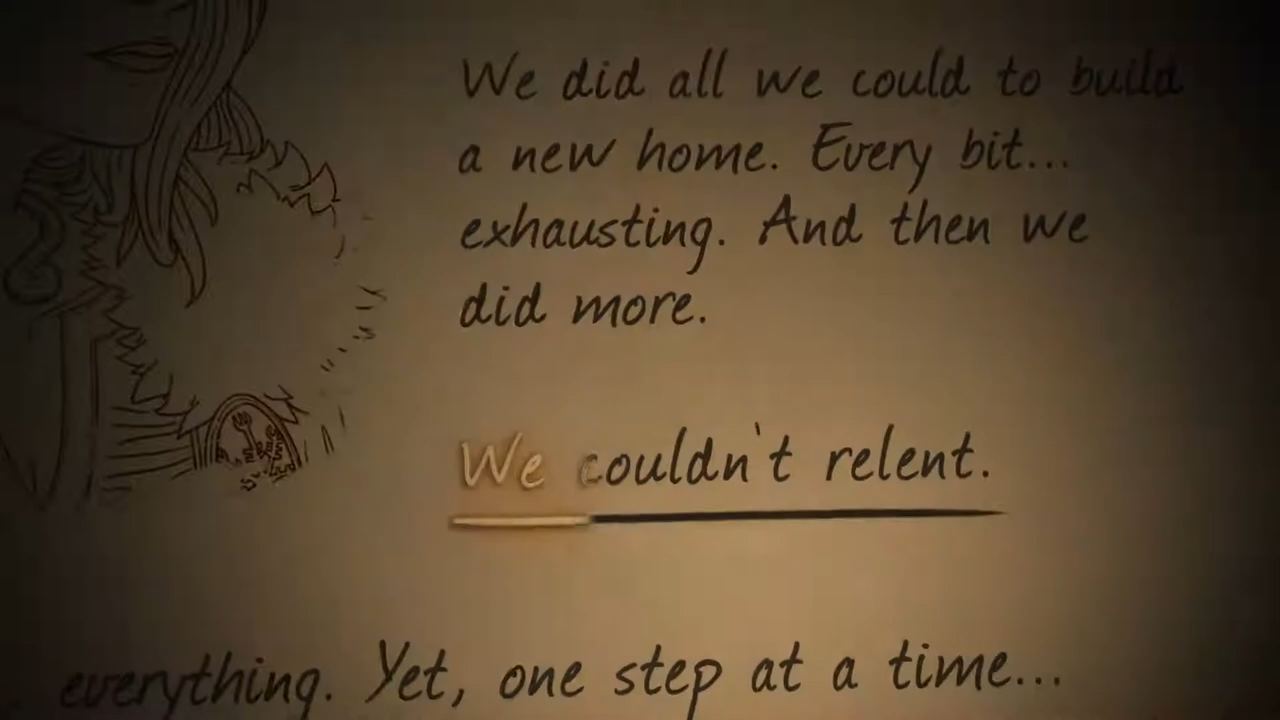 We did all we could to build
a new home. Every bit...
exhausting. And then we
did more.
We couldn't relent.
everything. Yet, one step at a time...